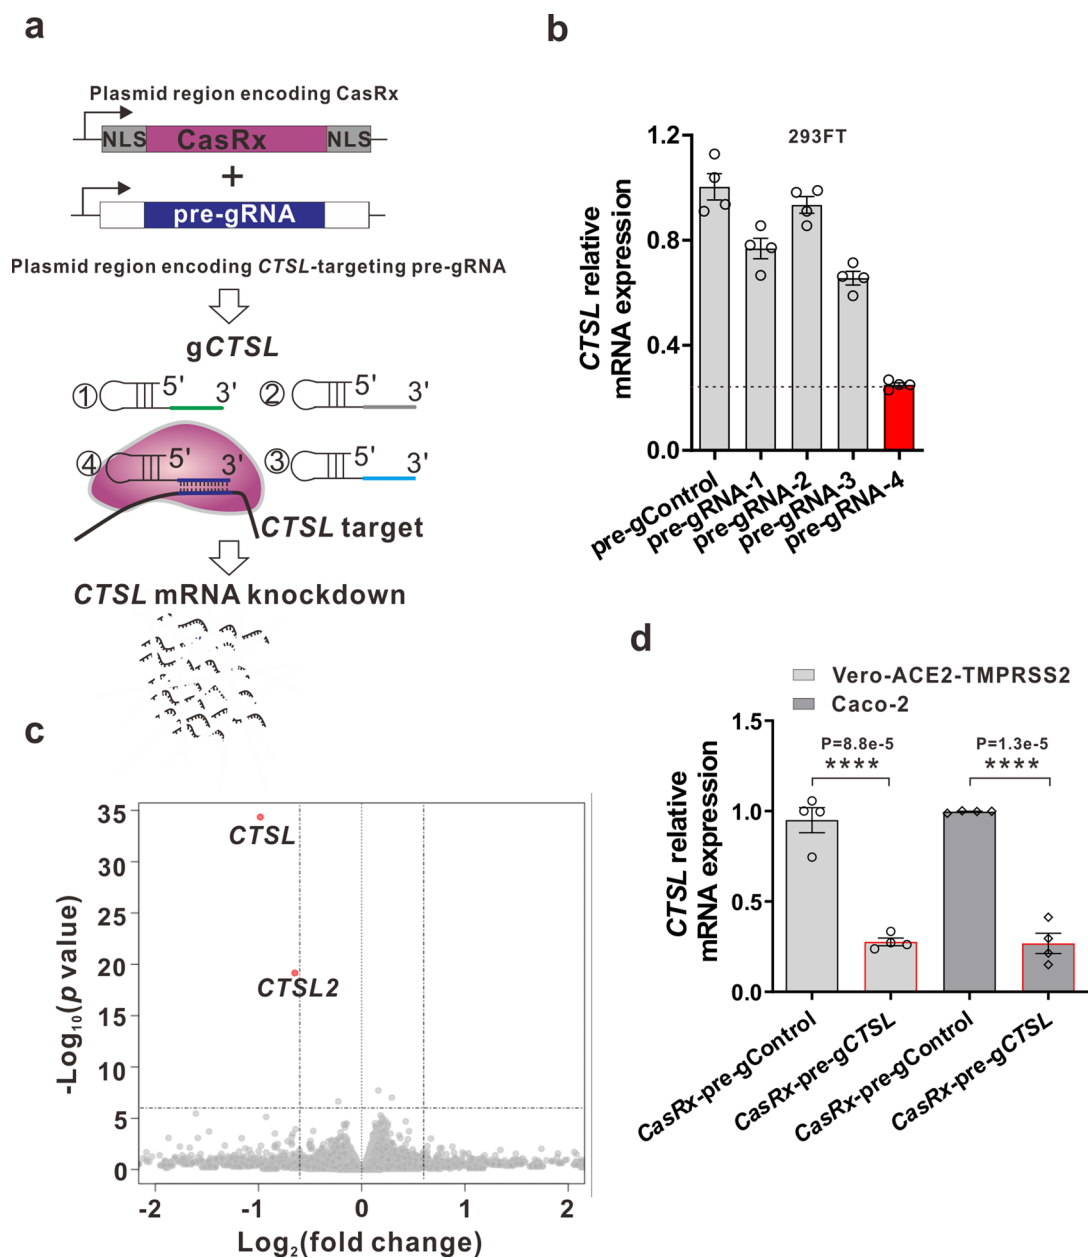 a
Plasmid region encoding CasRx
NLS CasRx NLS
+
pre-gRNA
Plasmid region encoding CTSL-targeting pre-gRNA
gCTSL
① 5' 3' ② 5' 3'
④ 5' 3' ③ 5' 3'
CTSL target
CTSL mRNA knockdown
b
293FT
CTSL relative
mRNA expression
1.2
0.8
0.4
0.0
pre-gControl
pre-gRNA-1
pre-gRNA-2
pre-gRNA-3
pre-gRNA-4
c
-Log10(p value)
35
30
25
20
15
10
5
0
CTSL
CTSL2
-2 -1 0 1 2
Log2(fold change)
d
Vero-ACE2-TMPRSS2
Caco-2
CTSL relative
mRNA expression
1.5
1.0
0.5
0.0
P=8.8e-5 P=1.3e-5
**** ****
CasRx-pre-gControl
CasRx-pre-gCTSL
CasRx-pre-gControl
CasRx-pre-gCTSL